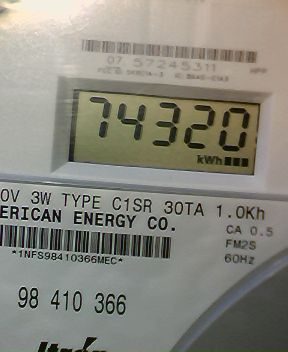 07 57245311
74320
kWh
0V 3W TYPE C1SR 30TA 1.0Kh
ERICAN ENERGY CO.
CA 0.5
FM2S
*1NFS98410366MEC*
60Hz
98 410 366
Itrón